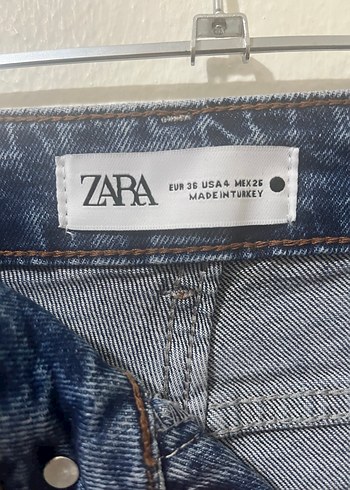 ZARA
EUR 36 USA 4 MEX 26
MADE IN TURKEY